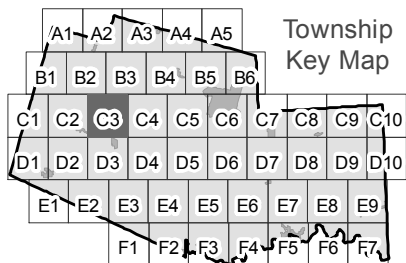 Township
Key Map
A1 A2 A3 A4 A5
B1 B2 B3 B4 B5 B6
C1 C2 C3 C4 C5 C6 C7 C8 C9 C10
D1 D2 D3 D4 D5 D6 D7 D8 D9 D10
E1 E2 E3 E4 E5 E6 E7 E8 E9
F1 F2 F3 F4 F5 F6 F7